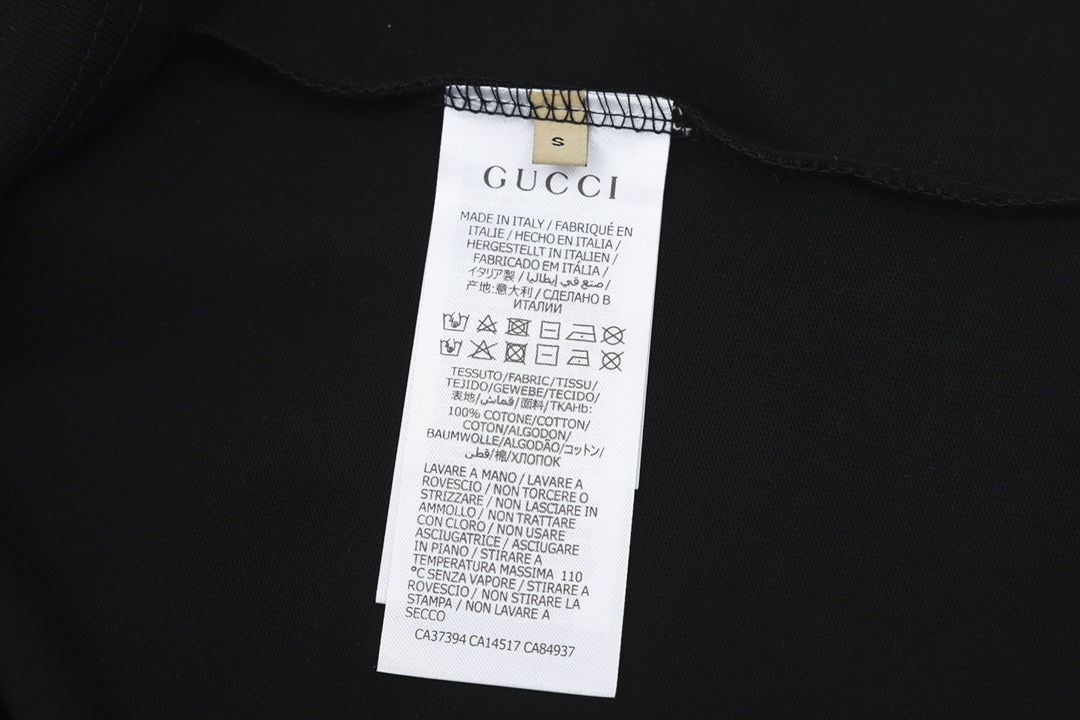 S
GUCCI
MADE IN ITALY / FABRIQUÉ EN
ITALIE / HECHO EN ITALIA /
HERGESTELLT IN ITALIEN /
FABRICADO EM ITÁLIA /
イタリア製 / صنع في إيطاليا /
产地:意大利 / СДЕЛАНО В
ИТАЛИИ
TESSUTO/FABRIC/TISSU/
TEJIDO/GEWEBE/TECIDO/
表地/قماش/面料/TKAHb:
100% COTONE/COTTON/
COTON/ALGODON/
BAUMWOLLE/ALGODÃO/コットン/
قطن/棉/ХЛОПОК
LAVARE A MANO / LAVARE A
ROVESCIO / NON TORCERE O
STRIZZARE / NON LASCIARE IN
AMMOLLO / NON TRATTARE
CON CLORO / NON USARE
ASCIUGATRICE / ASCIUGARE
IN PIANO / STIRARE A
TEMPERATURA MASSIMA 110
°C SENZA VAPORE / STIRARE A
ROVESCIO / NON STIRARE LA
STAMPA / NON LAVARE A
SECCO
CA37394 CA14517 CA84937